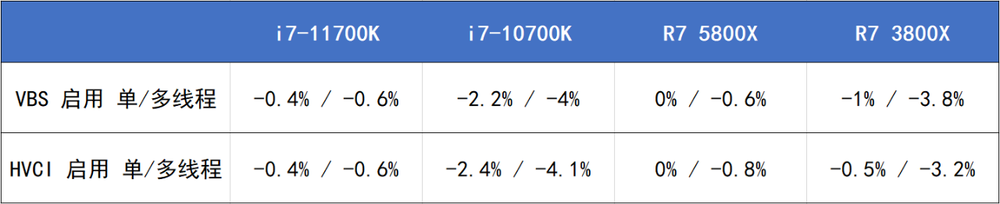 i7-11700K i7-10700K R7 5800X R7 3800X
VBS 启用 单/多线程 -0.4% / -0.6% -2.2% / -4% 0% / -0.6% -1% / -3.8%
HVCI 启用 单/多线程 -0.4% / -0.6% -2.4% / -4.1% 0% / -0.8% -0.5% / -3.2%